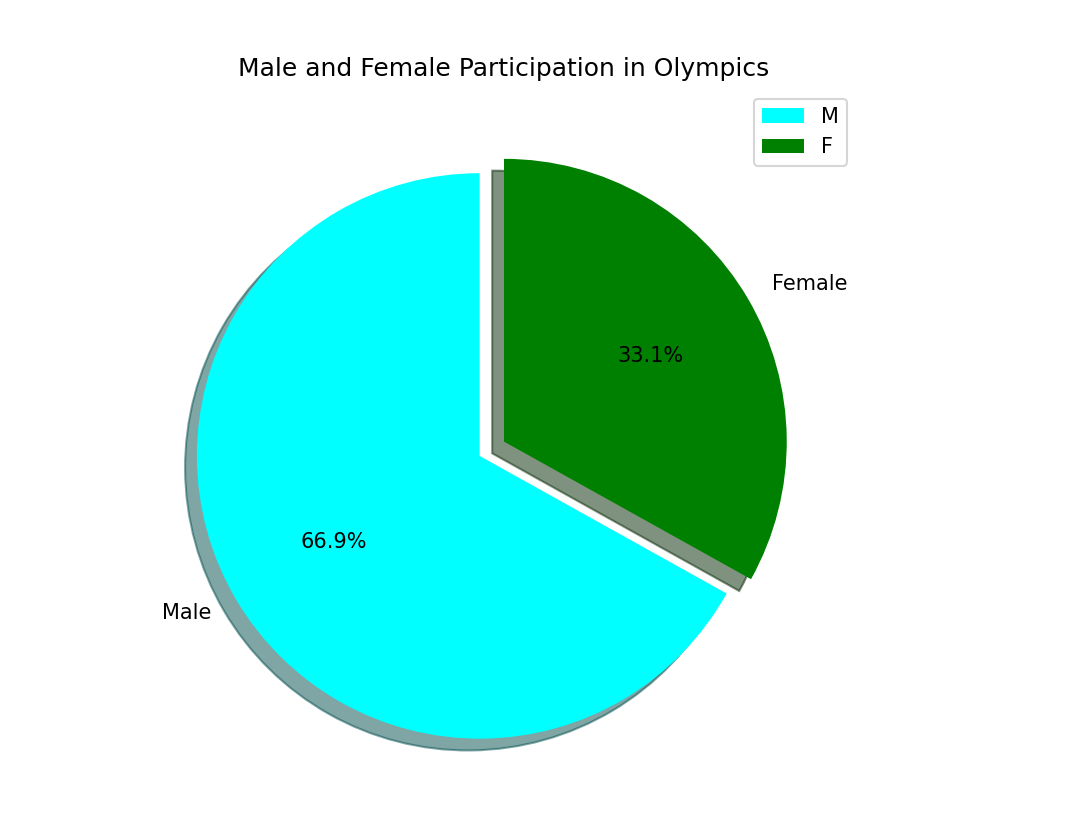 Male and Female Participation in Olympics
M
F
Female
33.1%
66.9%
Male